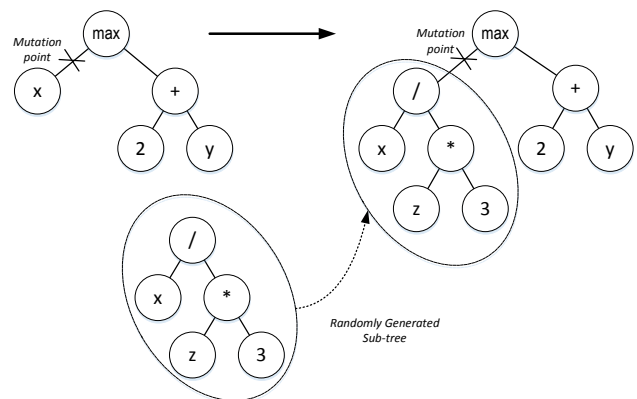 Mutation
point
max
x
+
2
y
Mutation
point
max
/
+
x
*
2
y
z
3
/
x
*
z
3
Randomly Generated
Sub-tree